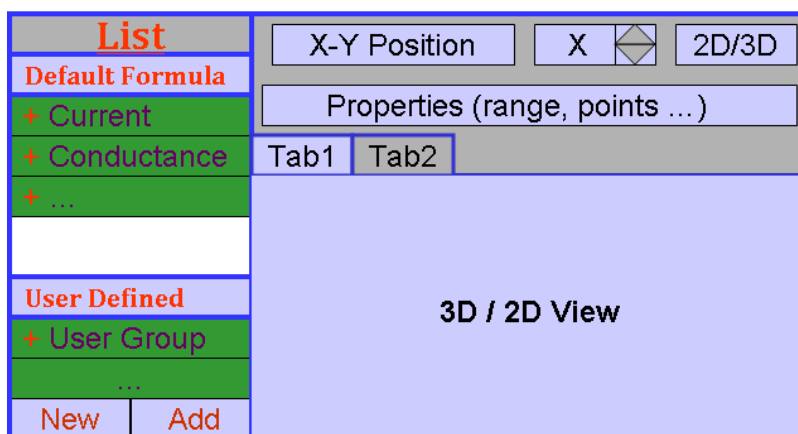 List
Default Formula
+ Current
+ Conductance
+ ...
User Defined
+ User Group
...
New Add
X-Y Position X 2D/3D
Properties (range, points ...)
Tab1 Tab2
3D / 2D View